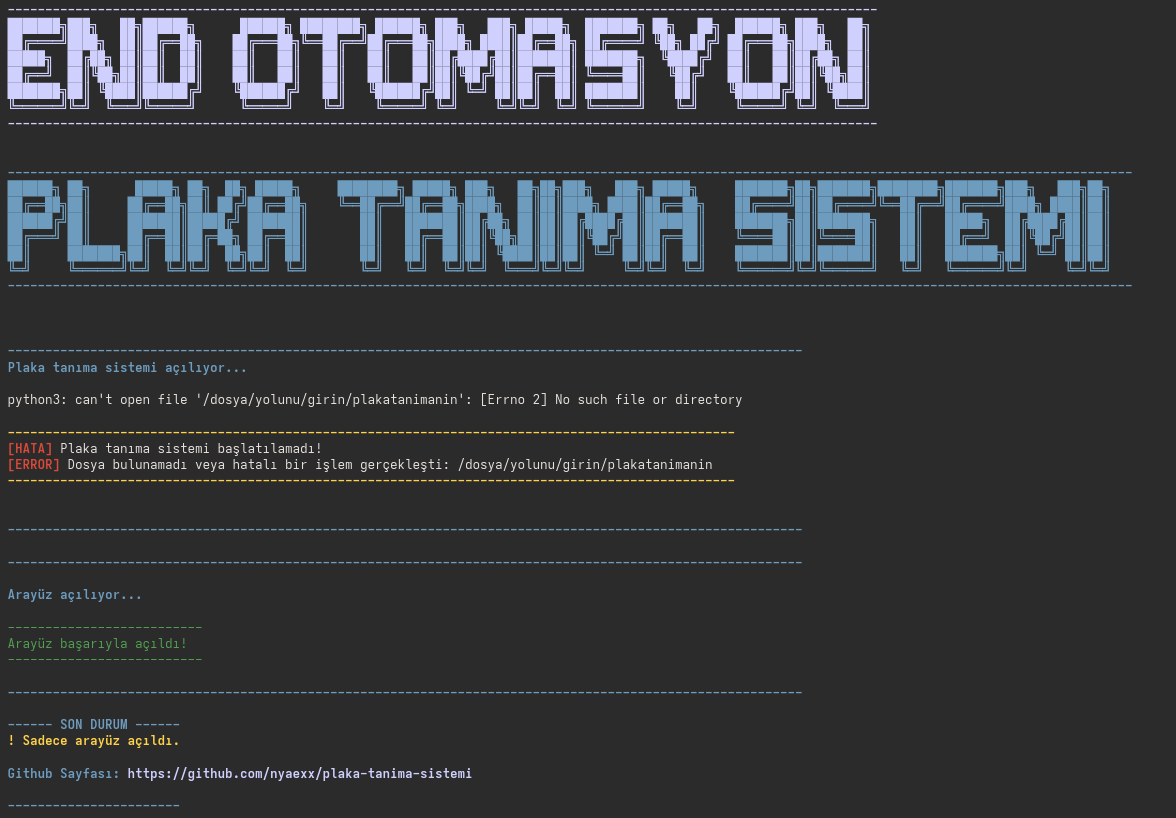 END OTOMASYON
PLAKA TANIMA SİSTEMİ
Plaka tanıma sistemi açılıyor...
python3: can't open file '/dosya/yolunu/girin/plakatanimanin': [Errno 2] No such file or directory
[HATA] Plaka tanıma sistemi başlatılamadı!
[ERROR] Dosya bulunamadı veya hatalı bir işlem gerçekleşti: /dosya/yolunu/girin/plakatanimanin
Arayüz açılıyor...
Arayüz başarıyla açıldı!
------ SON DURUM ------
! Sadece arayüz açıldı.
Github Sayfası: https://github.com/nyaexx/plaka-tanima-sistemi